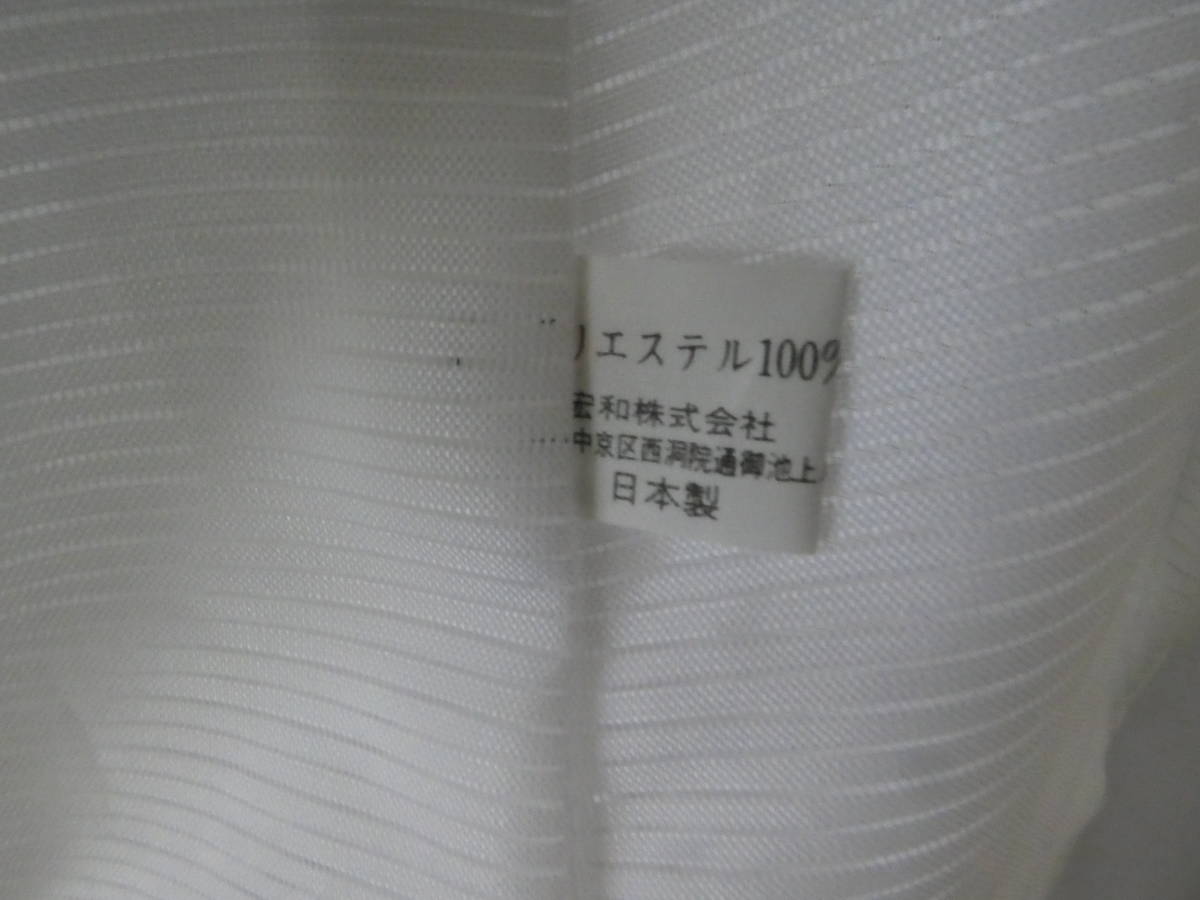 リエステル100%
宏和株式会社
中京区西洞院通御池上
日本製